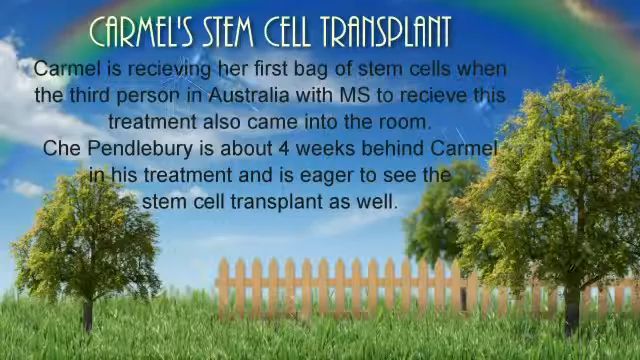 CARMEL'S STEM CELL TRANSPLANT
Carmel is recieving her first bag of stem cells when
the third person in Australia with MS to recieve this
treatment also came into the room.
Che Pendlebury is about 4 weeks behind Carmel
in his treatment and is eager to see the
stem cell transplant as well.